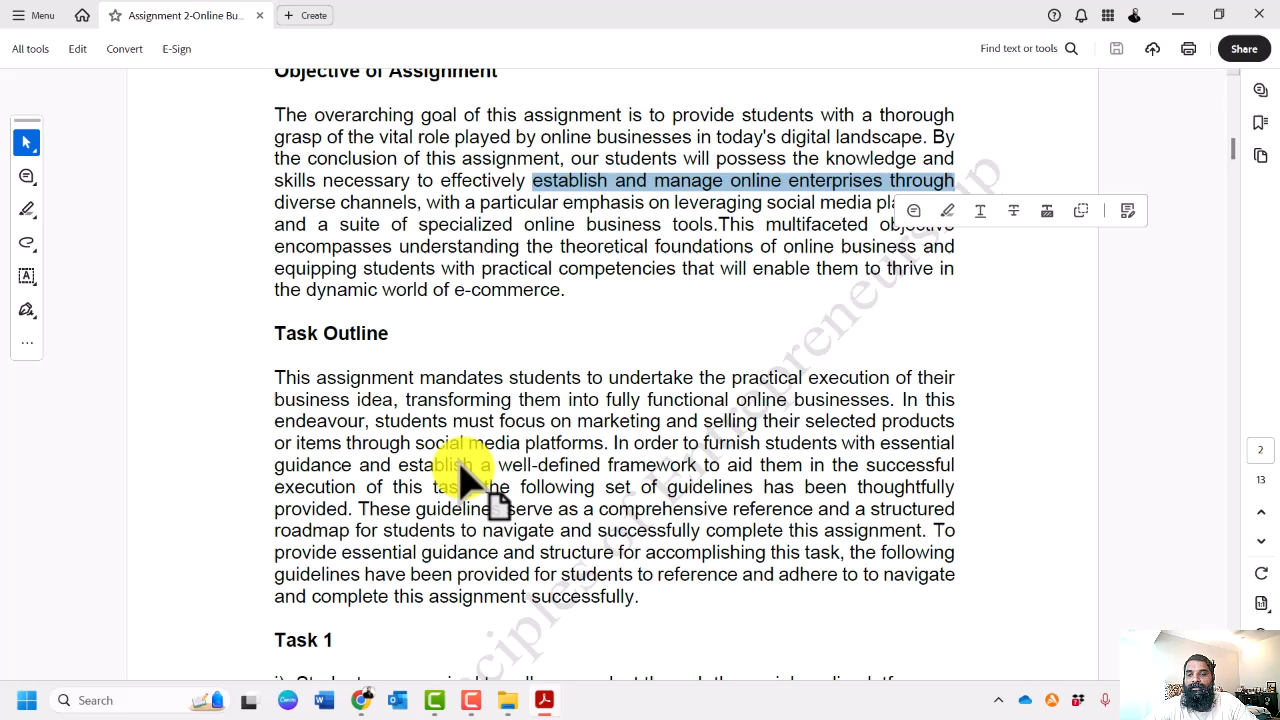 Menu
Assignment 2-Online Bu...
Create
All tools
Edit
Convert
E-Sign
Find text or tools
Share
Objective of Assignment
The overarching goal of this assignment is to provide students with a thorough
grasp of the vital role played by online businesses in today's digital landscape. By
the conclusion of this assignment, our students will possess the knowledge and
skills necessary to effectively establish and manage online enterprises through
diverse channels, with a particular emphasis on leveraging social media
and a suite of specialized online business tools.This multifaceted objective
encompasses understanding the theoretical foundations of online business and
equipping students with practical competencies that will enable them to thrive in
the dynamic world of e-commerce.
Task Outline
This assignment mandates students to undertake the practical execution of their
business idea, transforming them into fully functional online businesses. In this
endeavour, students must focus on marketing and selling their selected products
or items through social media platforms. In order to furnish students with essential
guidance and establish a well-defined framework to aid them in the successful
execution of this task, the following set of guidelines has been thoughtfully
provided. These guidelines serve as a comprehensive reference and a structured
roadmap for students to navigate and successfully complete this assignment. To
provide essential guidance and structure for accomplishing this task, the following
guidelines have been provided for students to reference and adhere to to navigate
and complete this assignment successfully.
Task 1
ciples of Entrepreneurship
2
13
Search